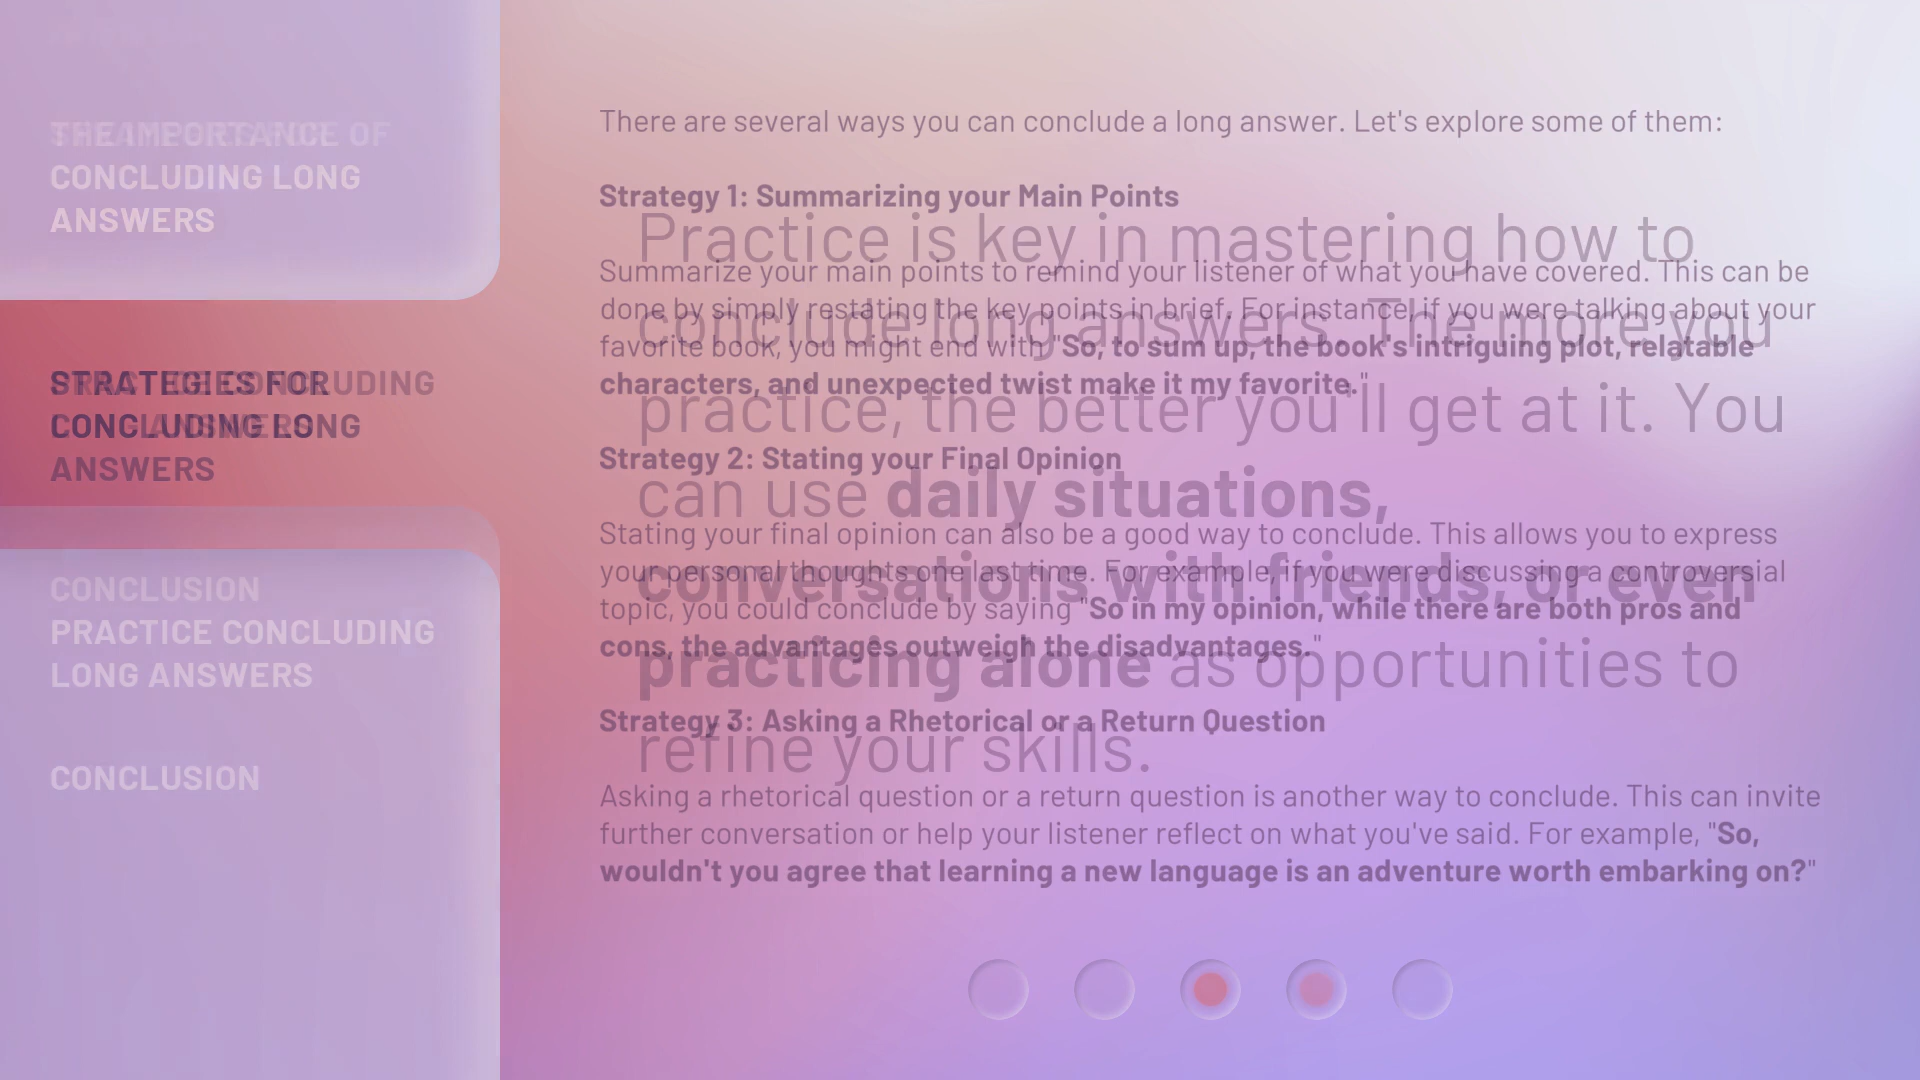 THE IMPORTANCE OF
CONCLUDING LONG
ANSWERS
STRATEGIES FOR
CONCLUDING LONG
ANSWERS
CONCLUSION
PRACTICE CONCLUDING
LONG ANSWERS
CONCLUSION
There are several ways you can conclude a long answer. Let's explore some of them:
Strategy 1: Summarizing your Main Points
Summarize your main points to remind your listener of what you have covered. This can be
done by simply restating the key points in brief. For instance, if you were talking about your
favorite book, you might end with "So, to sum up, the book's intriguing plot, relatable
characters, and unexpected twist make it my favorite."
Strategy 2: Stating your Final Opinion
Stating your final opinion can also be a good way to conclude. This allows you to express
your personal thoughts one last time. For example, if you were discussing a controversial
topic, you could conclude by saying "So in my opinion, while there are both pros and
cons, the advantages outweigh the disadvantages."
Strategy 3: Asking a Rhetorical or a Return Question
Asking a rhetorical question or a return question is another way to conclude. This can invite
further conversation or help your listener reflect on what you've said. For example, "So,
wouldn't you agree that learning a new language is an adventure worth embarking on?"
Practice is key in mastering how to
conclude long answers. The more you
practice, the better you'll get at it. You
can use daily situations,
conversations with friends, or even
practicing alone as opportunities to
refine your skills.